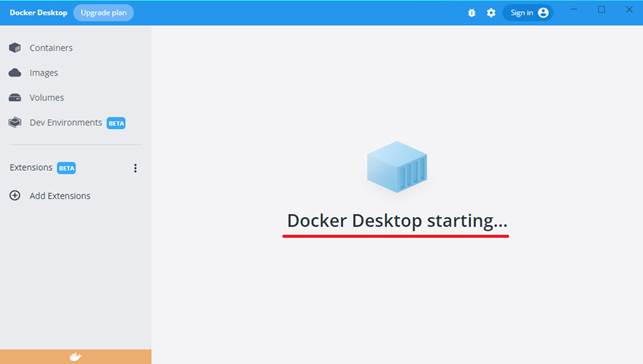 Docker Desktop Upgrade plan Sign in
Containers
Images
Volumes
Dev Environments BETA
Extensions BETA
Add Extensions
Docker Desktop starting...